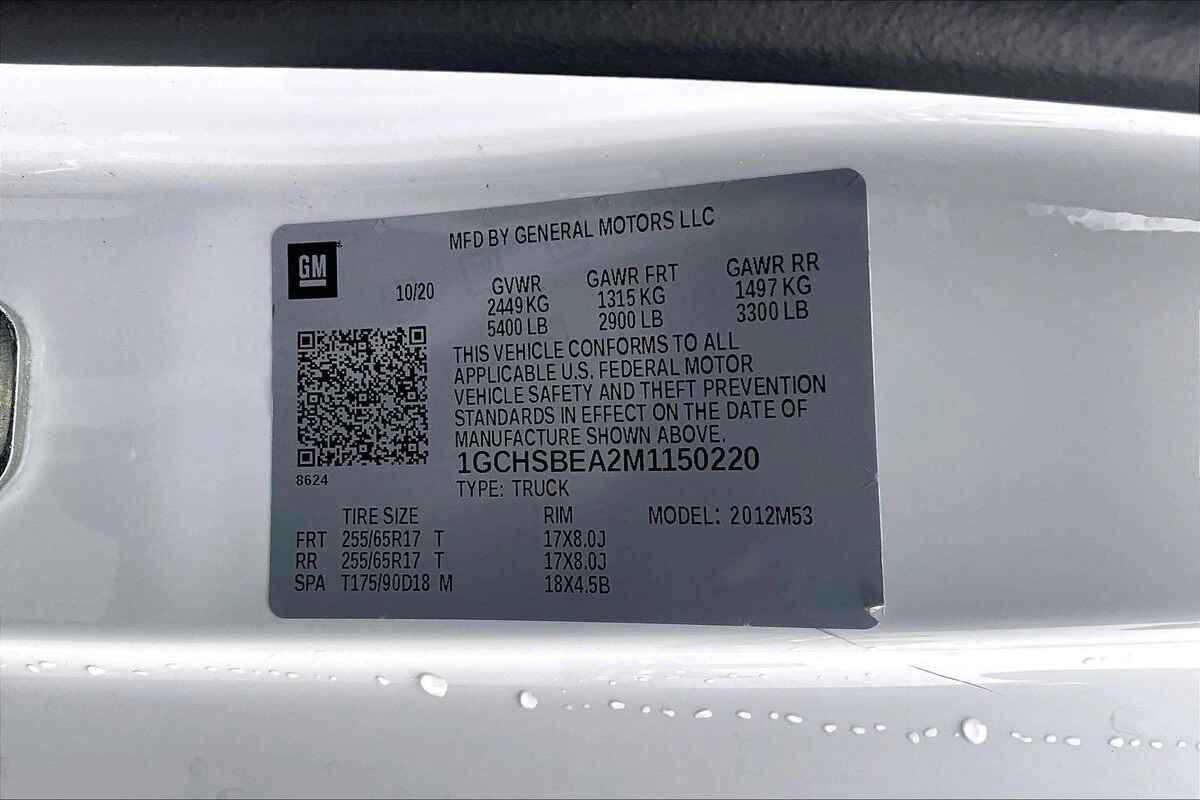 MFD BY GENERAL MOTORS LLC
GM
10/20
GVWR GAWR FRT GAWR RR
2449 KG 1315 KG 1497 KG
5400 LB 2900 LB 3300 LB
THIS VEHICLE CONFORMS TO ALL
APPLICABLE U.S. FEDERAL MOTOR
VEHICLE SAFETY AND THEFT PREVENTION
STANDARDS IN EFFECT ON THE DATE OF
MANUFACTURE SHOWN ABOVE.
1GCHSBEA2M1150220
8624
TYPE: TRUCK
TIRE SIZE RIM MODEL: 2012M53
FRT 255/65R17 T 17X8.0J
RR 255/65R17 T 17X8.0J
SPA T175/90D18 M 18X4.5B